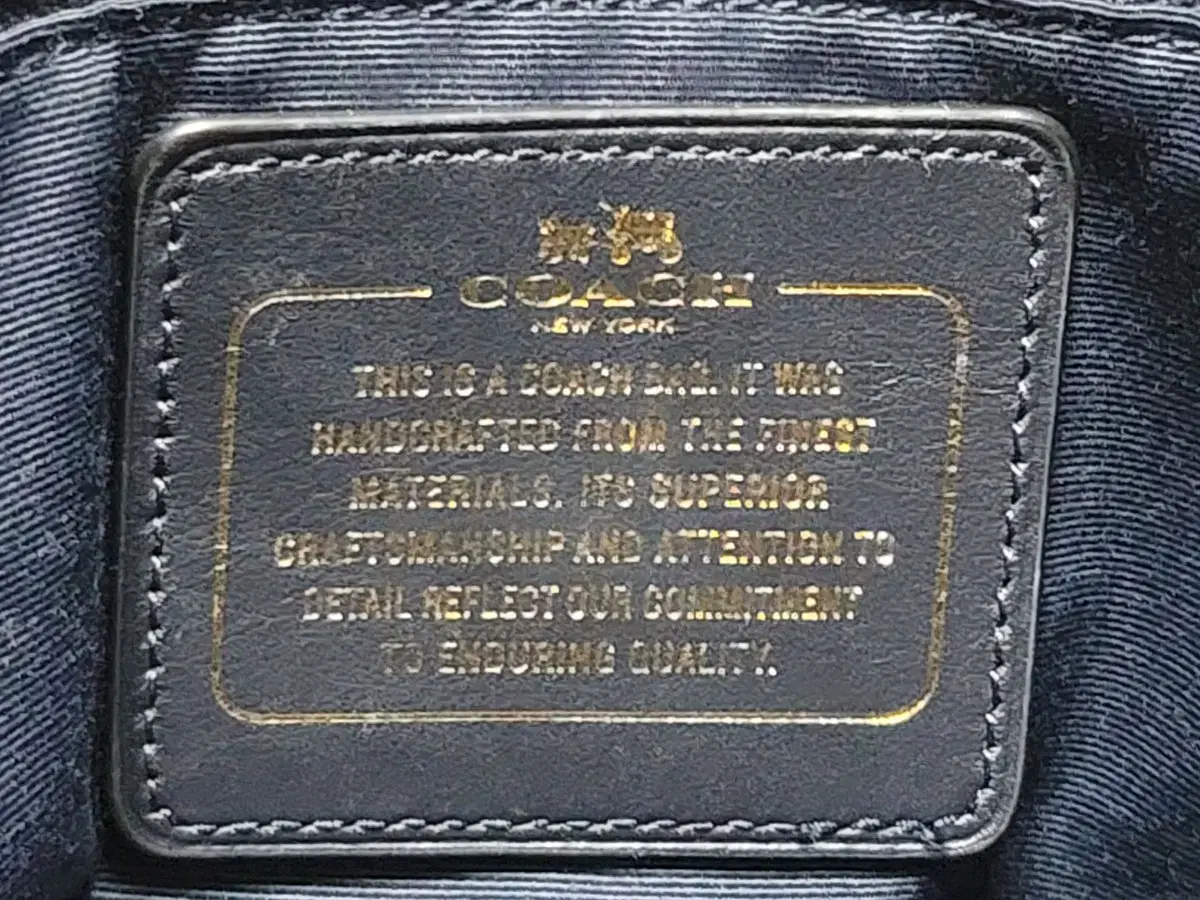 COACH
NEW YORK
THIS IS A COACH BAG. IT WAS
HANDCRAFTED FROM THE FINEST
MATERIALS. ITS SUPERIOR
CRAFTSMANSHIP AND ATTENTION TO
DETAIL REFLECT OUR COMMITMENT
TO ENDURING QUALITY.